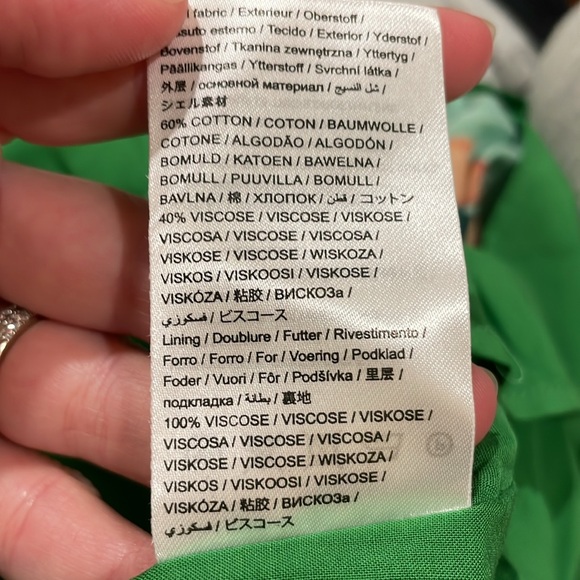 fabric / Exterieur / Oberstoff /
esterno / Tecido / Exterior / Yderstof /
Bovenstof / Tkanina zewnętrzna / Yttertyg /
Päällikangas / Ytterstoff / Svrchní látka /
外层 / основной материал / شل النسيج /
シェル素材
60% COTTON / COTON / BAUMWOLLE /
COTONE / ALGODÃO / ALGODÓN /
BOMULD / KATOEN / BAWELNA /
BOMULL / PUUVILLA / BOMULL /
BAVLNA / 棉 / ХЛОПОК / قطن / コットン
40% VISCOSE / VISCOSE / VISKOSE /
VISCOSA / VISCOSE / VISCOSA /
VISKOSE / VISCOSE / WISKOZA /
VISKOS / VISKOOSI / VISKOSE /
VISKÓZA / 粘胶 / ВИСКОЗа /
فسكوزي / ビスコース
Lining / Doublure / Futter / Rivestimento /
Forro / Forro / For / Voering / Podklad /
Foder / Vuori / Fôr / Podšívka / 里层 /
подкладка / بطانة / 裏地
100% VISCOSE / VISCOSE / VISKOSE /
VISCOSA / VISCOSE / VISCOSA /
VISKOSE / VISCOSE / WISKOZA /
VISKOS / VISKOOSI / VISKOSE /
VISKÓZA / 粘胶 / ВИСКОЗа /
فسكوزي / ビスコース